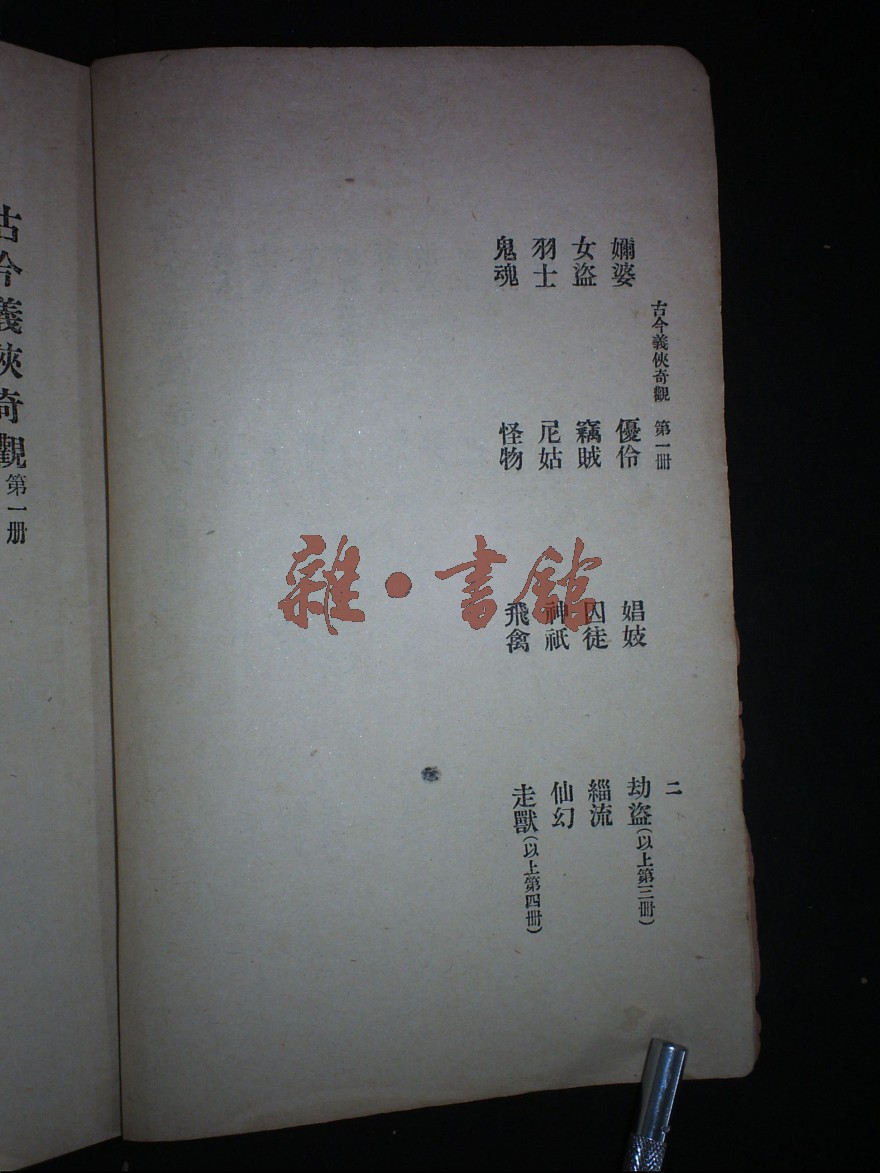 古今義俠奇觀 第一冊 二
嬭婆 優伶 娼妓 劫盜(以上第三冊)
女盜 竊賊 囚徒 緇流
羽士 尼姑 神祇 仙幻
鬼魂 怪物 飛禽 走獸(以上第四冊)
雜·書館
古今義俠奇觀 第一冊